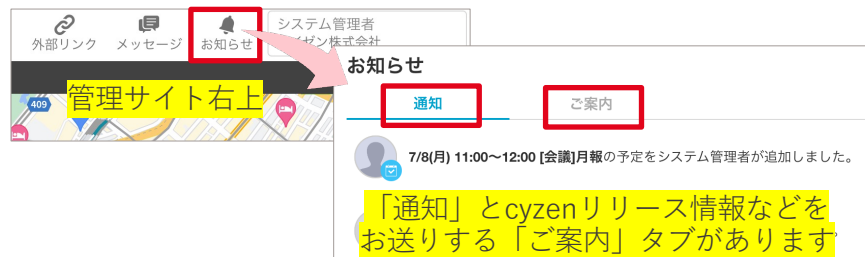 外部リンク
メッセージ
お知らせ
システム管理者
イゼン株式会社
409
管理サイト右上
お知らせ
通知
ご案内
7/8(月) 11:00〜12:00 [会議]月報の予定をシステム管理者が追加しました。
「通知」とcyzenリリース情報などを
お送りする「ご案内」タブがあります